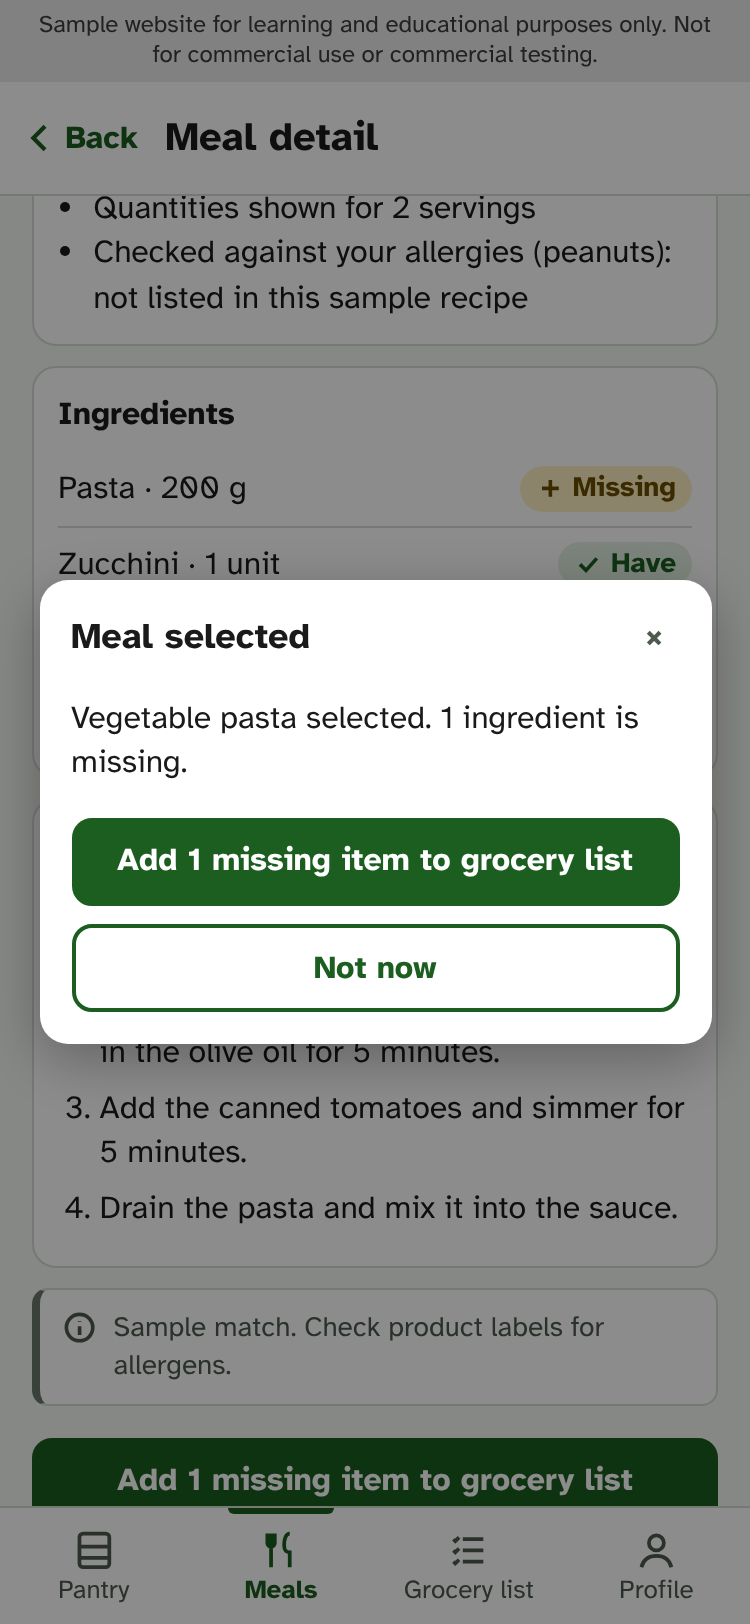 Sample website for learning and educational purposes only. Not
for commercial use or commercial testing.
Back Meal detail
• Quantities shown for 2 servings
• Checked against your allergies (peanuts):
not listed in this sample recipe
Ingredients
Pasta · 200 g + Missing
Zucchini · 1 unit ✓ Have
Meal selected ×
Vegetable pasta selected. 1 ingredient is
missing.
Add 1 missing item to grocery list
Not now
in the olive oil for 5 minutes.
3. Add the canned tomatoes and simmer for
5 minutes.
4. Drain the pasta and mix it into the sauce.
Sample match. Check product labels for
allergens.
Add 1 missing item to grocery list
Pantry Meals Grocery list Profile